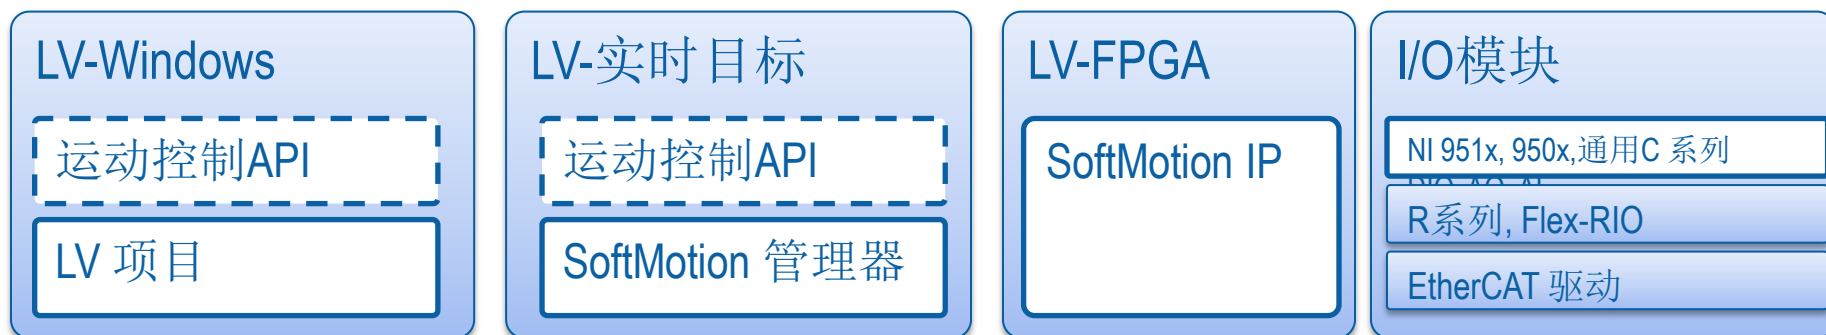 LV-Windows
运动控制API
LV 项目
LV-实时目标
运动控制API
SoftMotion 管理器
LV-FPGA
SoftMotion IP
I/O模块
NI 951x, 950x,通用C 系列
R系列, Flex-RIO
EtherCAT 驱动